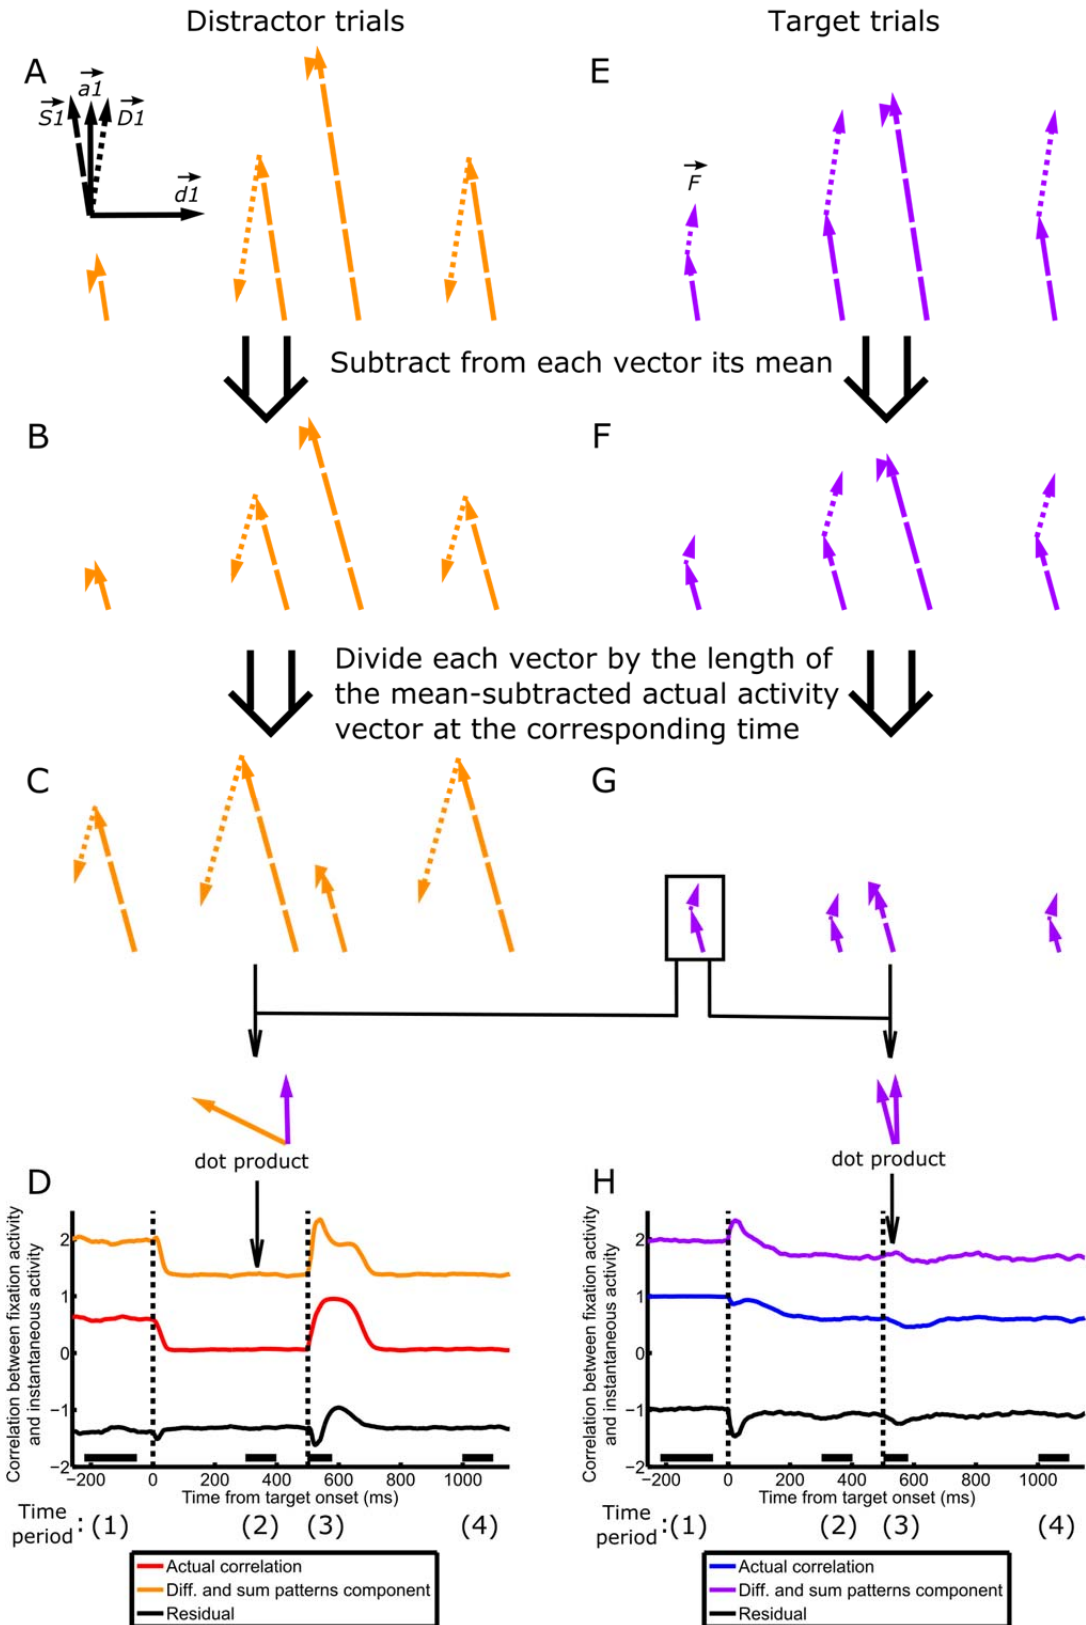 Distractor trials
Target trials
A
a1
S1
D1
d1
E
F
Subtract from each vector its mean
B
F
Divide each vector by the length of
the mean-subtracted actual activity
vector at the corresponding time
C
G
dot product
dot product
D
Correlation between fixation activity
and instantaneous activity
2
1
0
−1
−2
−200 0 200 400 600 800 1000
Time from target onset (ms)
Time period : (1) (2) (3) (4)
Actual correlation
Diff. and sum patterns component
Residual
H
Correlation between fixation activity
and instantaneous activity
2
1
0
−1
−2
−200 0 200 400 600 800 1000
Time from target onset (ms)
Time period : (1) (2) (3) (4)
Actual correlation
Diff. and sum patterns component
Residual